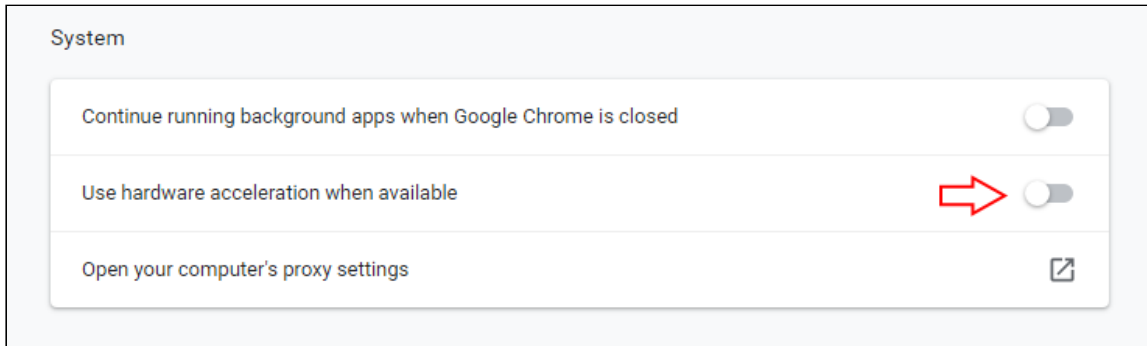 System
Continue running background apps when Google Chrome is closed
Use hardware acceleration when available
Open your computer's proxy settings